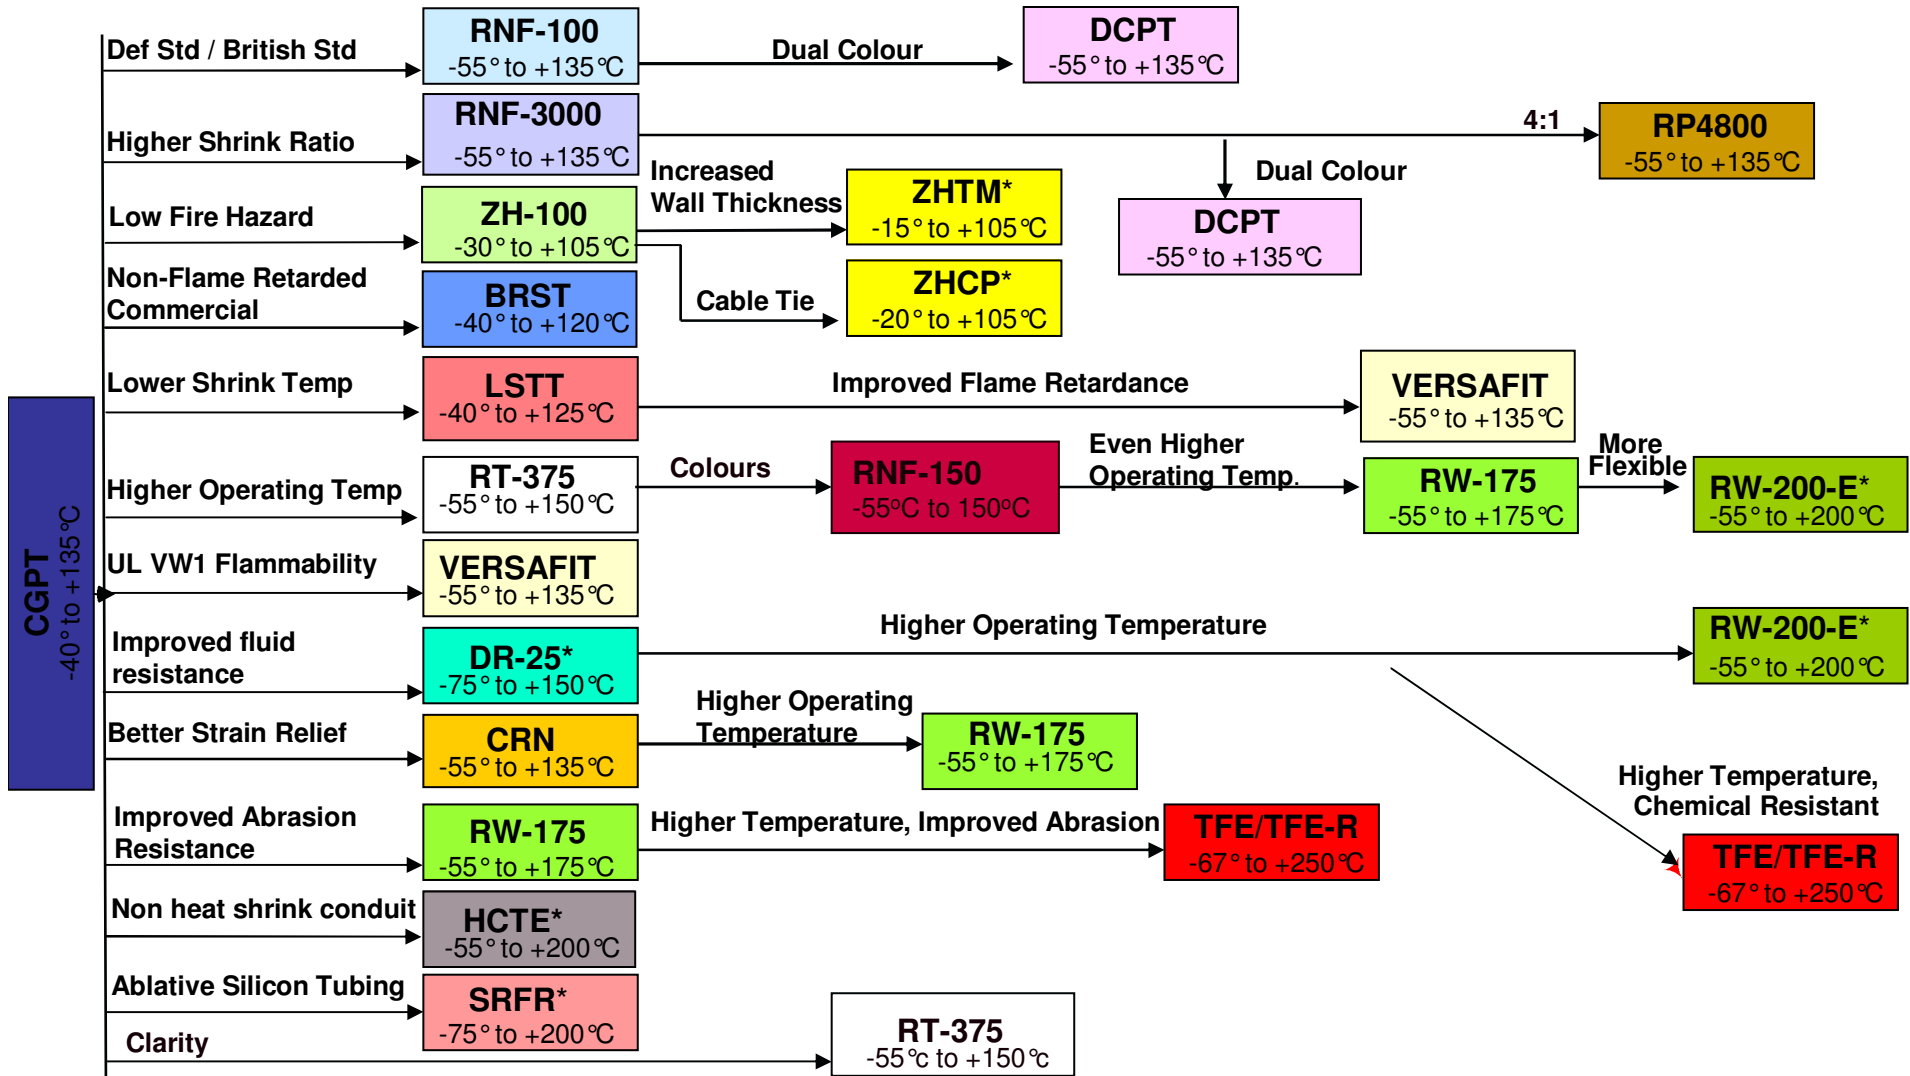 CGPT
-40° to +135°C
Def Std / British Std
RNF-100
-55° to +135°C
Dual Colour
DCPT
-55° to +135°C
Higher Shrink Ratio
RNF-3000
-55° to +135°C
4:1
RP4800
-55° to +135°C
Dual Colour
DCPT
-55° to +135°C
Low Fire Hazard
ZH-100
-30° to +105°C
Increased
Wall Thickness
ZHTM*
-15° to +105°C
Cable Tie
ZHCP*
-20° to +105°C
Non-Flame Retarded
Commercial
BRST
-40° to +120°C
Lower Shrink Temp
LSTT
-40° to +125°C
Improved Flame Retardance
VERSAFIT
-55° to +135°C
Higher Operating Temp
RT-375
-55° to +150°C
Colours
RNF-150
-55ºC to 150ºC
Even Higher
Operating Temp.
RW-175
-55° to +175°C
More
Flexible
RW-200-E*
-55° to +200°C
UL VW1 Flammability
VERSAFIT
-55° to +135°C
Improved fluid
resistance
DR-25*
-75° to +150°C
Higher Operating Temperature
RW-200-E*
-55° to +200°C
Higher Temperature,
Chemical Resistant
TFE/TFE-R
-67° to +250°C
Better Strain Relief
CRN
-55° to +135°C
Higher Operating
Temperature
RW-175
-55° to +175°C
Improved Abrasion
Resistance
RW-175
-55° to +175°C
Higher Temperature, Improved Abrasion
TFE/TFE-R
-67° to +250°C
Non heat shrink conduit
HCTE*
-55° to +200°C
Ablative Silicon Tubing
SRFR*
-75° to +200°C
Clarity
RT-375
-55°c to +150°c